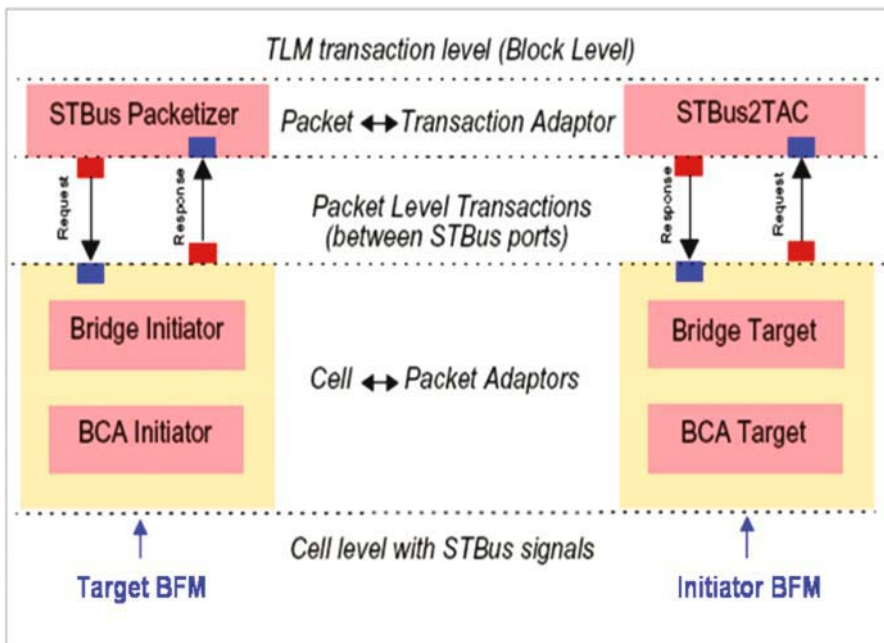 TLM transaction level (Block Level)
STBus Packetizer
Packet ↔ Transaction Adaptor
STBus2TAC
Request
Response
Packet Level Transactions
(between STBus ports)
Response
Request
Bridge Initiator
Bridge Target
Cell ↔ Packet Adaptors
BCA Initiator
BCA Target
Cell level with STBus signals
Target BFM
Initiator BFM